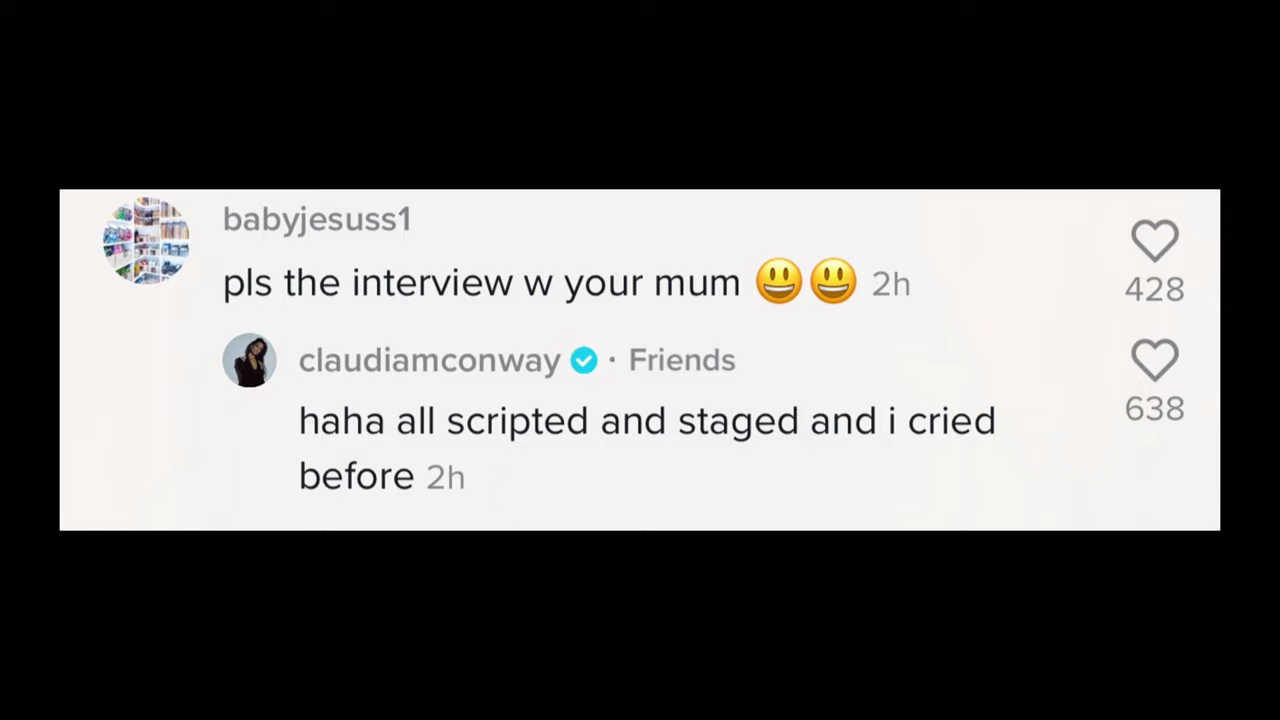 babyjesuss1
pls the interview w your mum 😃😃 2h
428
claudiamconway · Friends
haha all scripted and staged and i cried
before 2h
638